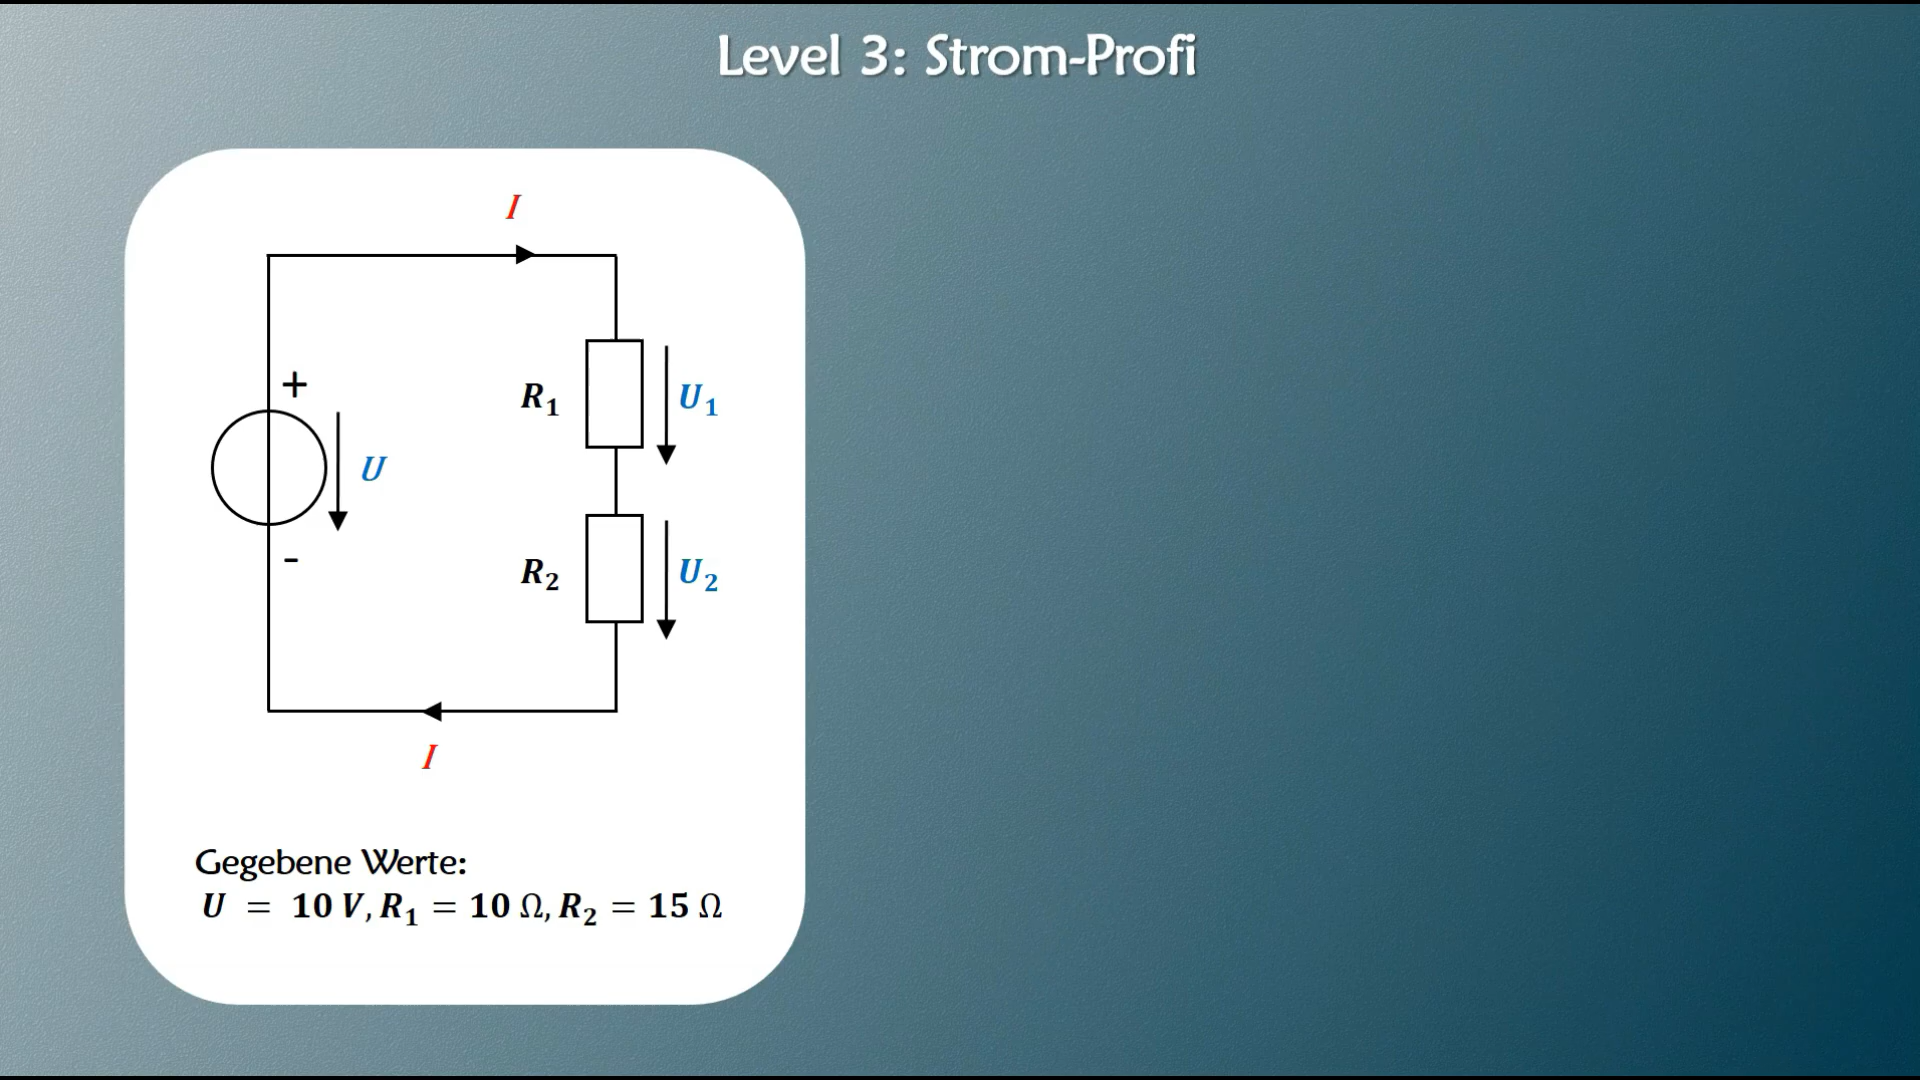 Level 3: Strom-Profi
I
+
U
-
R₁
U₁
R₂
U₂
I
Gegebene Werte:
U = 10 V, R₁ = 10 Ω, R₂ = 15 Ω